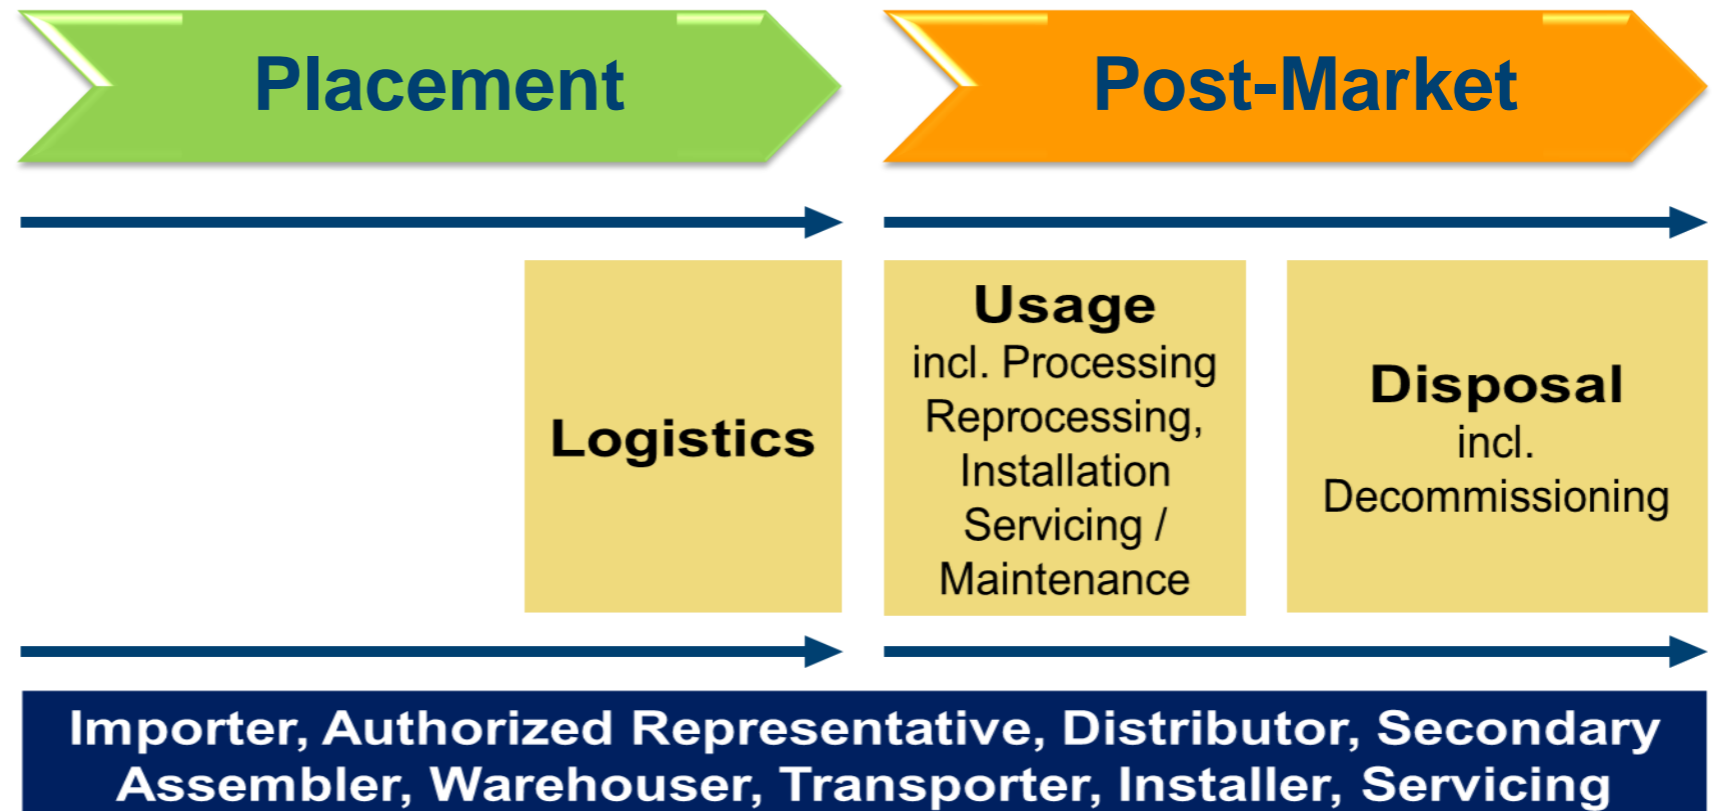 Placement
Post-Market
Logistics
Usage
incl. Processing
Reprocessing,
Installation
Servicing /
Maintenance
Disposal
incl.
Decommissioning
Importer, Authorized Representative, Distributor, Secondary
Assembler, Warehouser, Transporter, Installer, Servicing